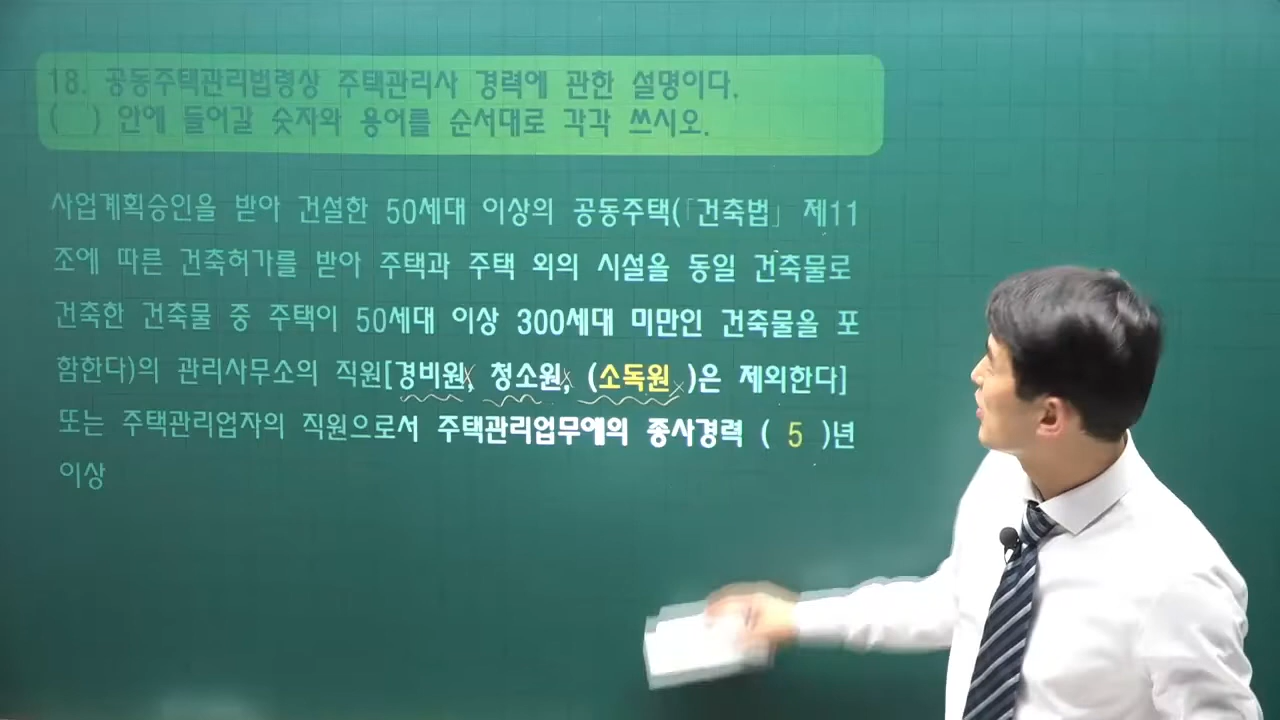 18. 공동주택관리법령상 주택관리사 경력에 관한 설명이다.
(  ) 안에 들어갈 숫자와 용어를 순서대로 각각 쓰시오.
사업계획승인을 받아 건설한 50세대 이상의 공동주택(「건축법」 제11
조에 따른 건축허가를 받아 주택과 주택 외의 시설을 동일 건축물로
건축한 건축물 중 주택이 50세대 이상 300세대 미만인 건축물을 포
함한다)의 관리사무소의 직원[경비원, 청소원, (소독원 )은 제외한다]
또는 주택관리업자의 직원으로서 주택관리업무에의 종사경력 ( 5 )년
이상